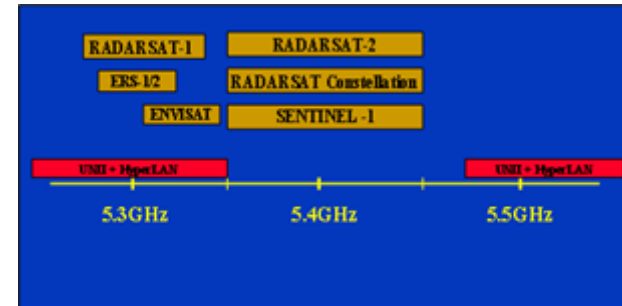 RADARSAT-1 RADARSAT-2
ERS-1/2 RADARSAT Constellation
ENVISAT SENTINEL -1
UNII + HyperLAN UNII + HyperLAN
5.3GHz 5.4GHz 5.5GHz